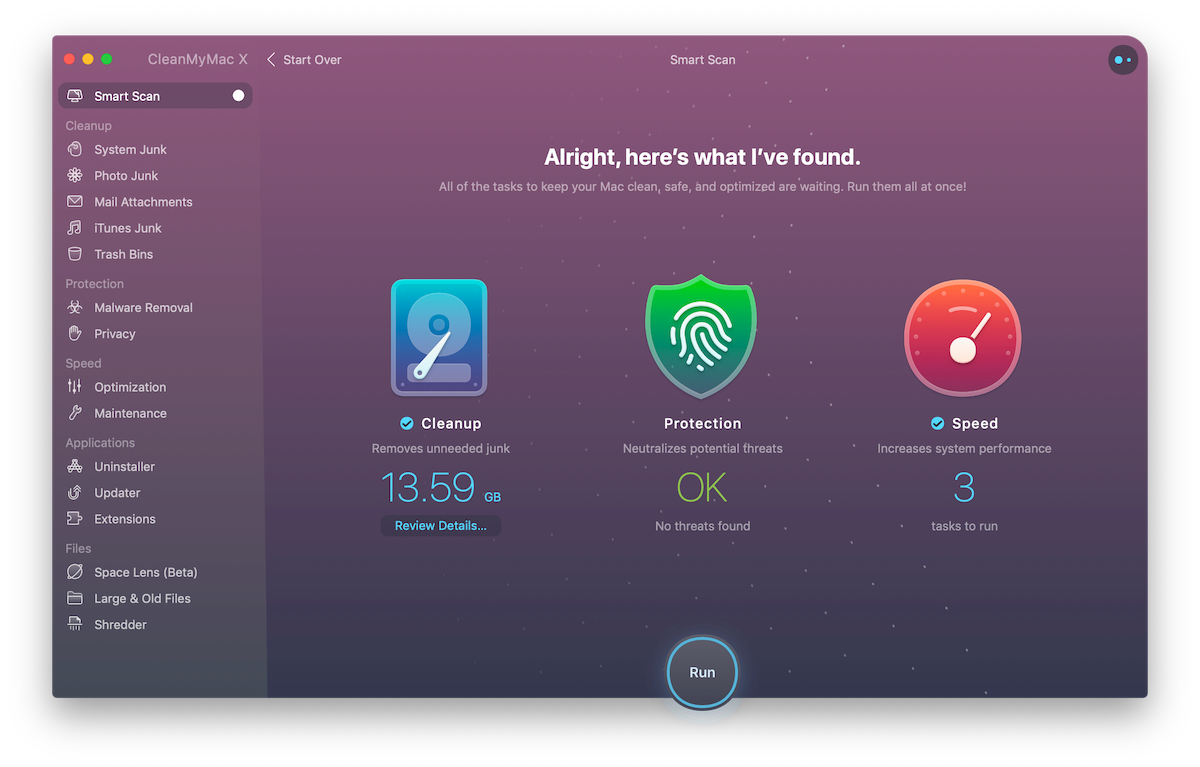 CleanMyMac X
Start Over
Smart Scan
Smart Scan
Cleanup
System Junk
Photo Junk
Mail Attachments
iTunes Junk
Trash Bins
Protection
Malware Removal
Privacy
Speed
Optimization
Maintenance
Applications
Uninstaller
Updater
Extensions
Files
Space Lens (Beta)
Large & Old Files
Shredder
Alright, here’s what I’ve found.
All of the tasks to keep your Mac clean, safe, and optimized are waiting. Run them all at once!
Cleanup
Removes unneeded junk
13.59 GB
Review Details...
Protection
Neutralizes potential threats
OK
No threats found
Speed
Increases system performance
3
tasks to run
Run